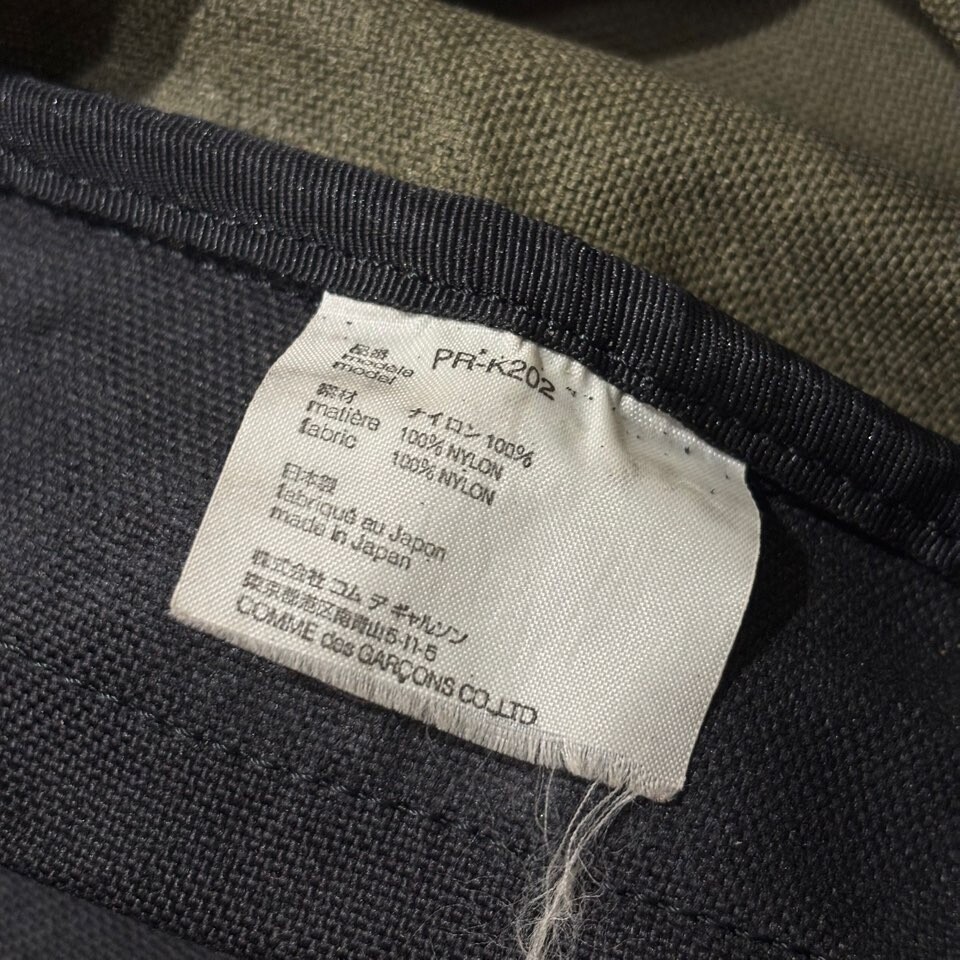 品番
modèle
model
PR-K202
素材
matière
fabric
ナイロン 100%
100% NYLON
100% NYLON
日本製
fabriqué au Japon
made in Japan
株式会社 コム デ ギャルソン
東京都港区南青山5-11-5
COMME des GARÇONS CO.,LTD